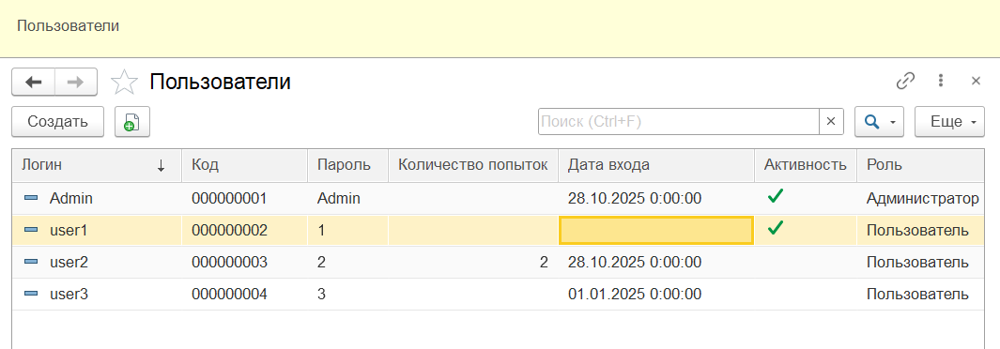 Пользователи
Пользователи
Создать Поиск (Ctrl+F) × Еще
Логин ↓ Код Пароль Количество попыток Дата входа Активность Роль
Admin 000000001 Admin 28.10.2025 0:00:00 Администратор
user1 000000002 1 Пользователь
user2 000000003 2 2 28.10.2025 0:00:00 Пользователь
user3 000000004 3 01.01.2025 0:00:00 Пользователь